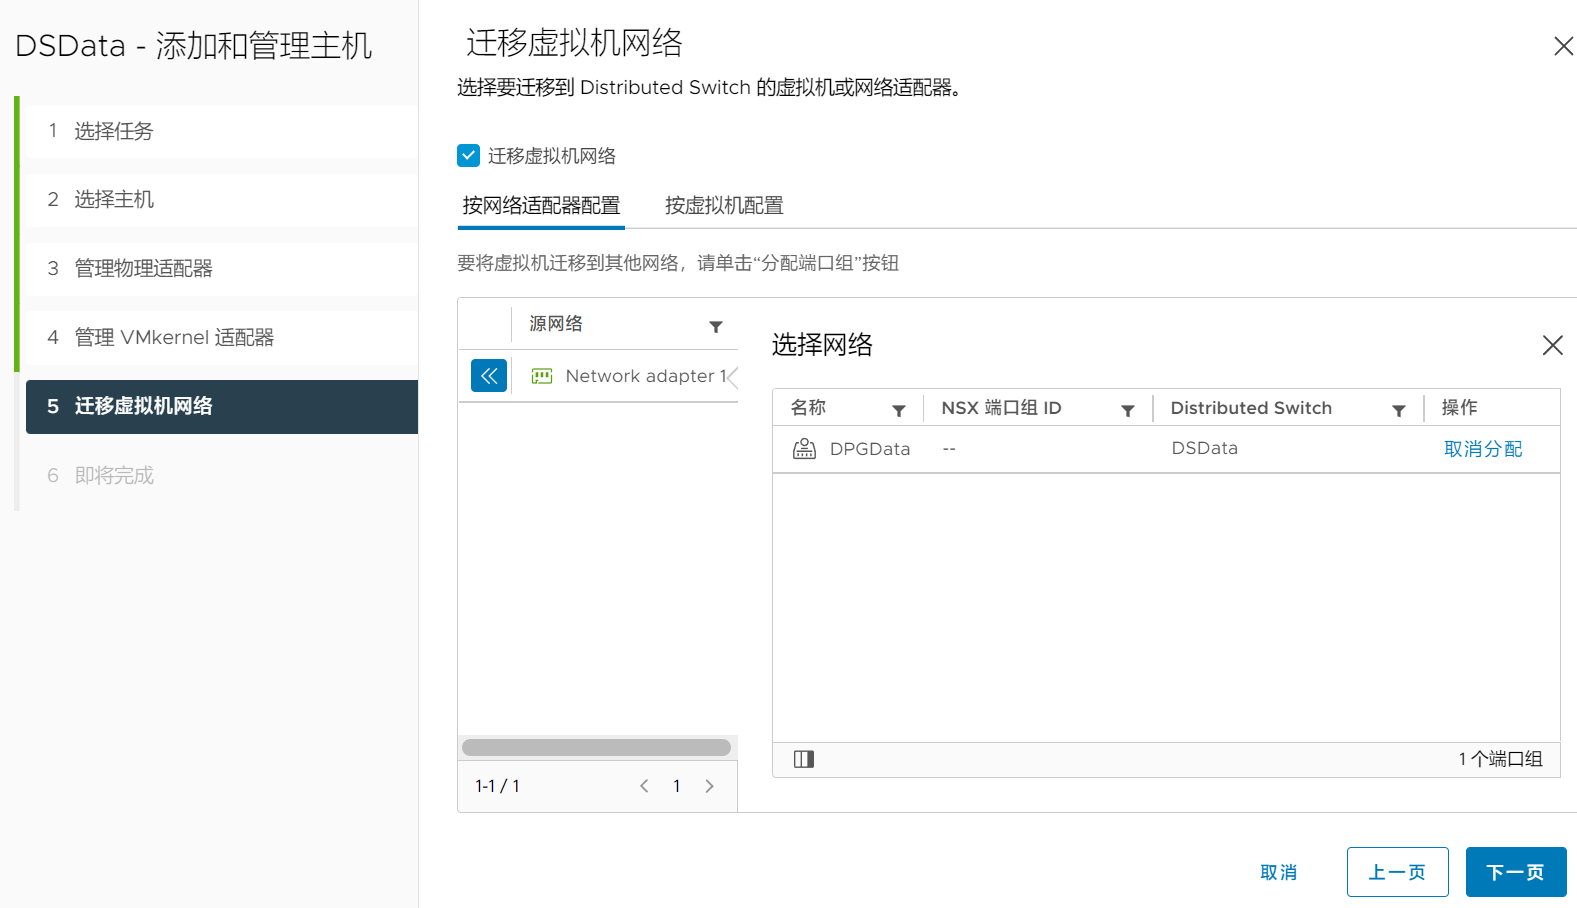 DSData - 添加和管理主机
1 选择任务
2 选择主机
3 管理物理适配器
4 管理 VMkernel 适配器
5 迁移虚拟机网络
6 即将完成
迁移虚拟机网络
选择要迁移到 Distributed Switch 的虚拟机或网络适配器。
迁移虚拟机网络
按网络适配器配置 按虚拟机配置
要将虚拟机迁移到其他网络，请单击“分配端口组”按钮
源网络
Network adapter 1
1-1 / 1 1
选择网络
名称 NSX 端口组 ID Distributed Switch 操作
DPGData -- DSData 取消分配
1 个端口组
取消 上一页 下一页